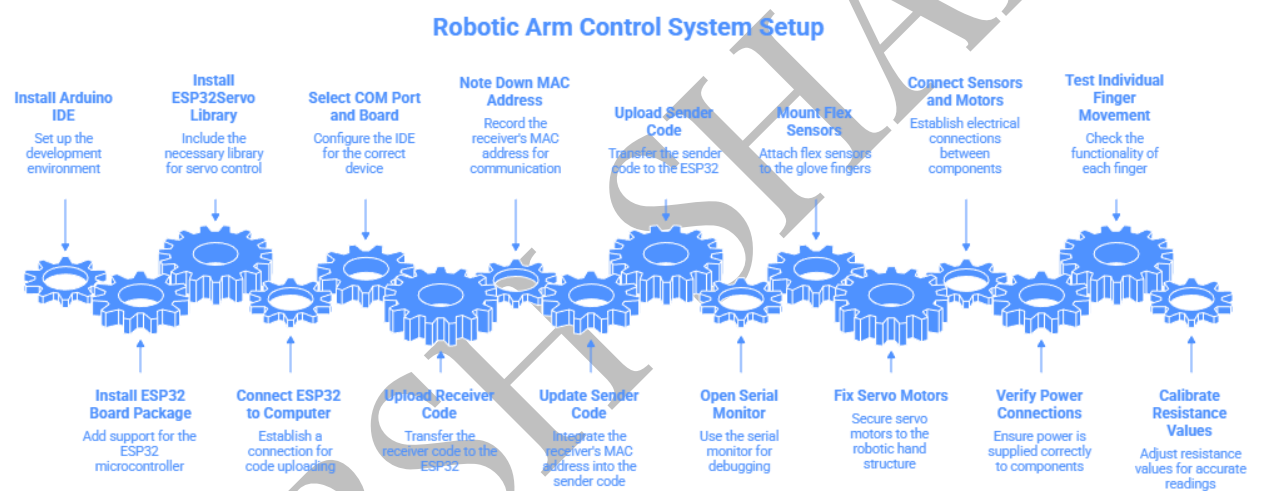 Robotic Arm Control System Setup
Install Arduino
IDE
Set up the
development
environment
Install ESP32
Board Package
Add support for the
ESP32
microcontroller
Install
ESP32Servo
Library
Include the
necessary library
for servo control
Connect ESP32
to Computer
Establish a
connection for
code uploading
Select COM Port
and Board
Configure the IDE
for the correct
device
Upload Receiver
Code
Transfer the
receiver code to the
ESP32
Note Down MAC
Address
Record the
receiver's MAC
address for
communication
Update Sender
Code
Integrate the
receiver's MAC
address into the
sender code
Upload Sender
Code
Transfer the sender
code to the ESP32
Open Serial
Monitor
Use the serial
monitor for
debugging
Mount Flex
Sensors
Attach flex sensors
to the glove fingers
Fix Servo Motors
Secure servo
motors to the
robotic hand
structure
Connect Sensors
and Motors
Establish electrical
connections
between
components
Verify Power
Connections
Ensure power is
supplied correctly
to components
Test Individual
Finger
Movement
Check the
functionality of
each finger
Calibrate
Resistance
Values
Adjust resistance
values for accurate
readings